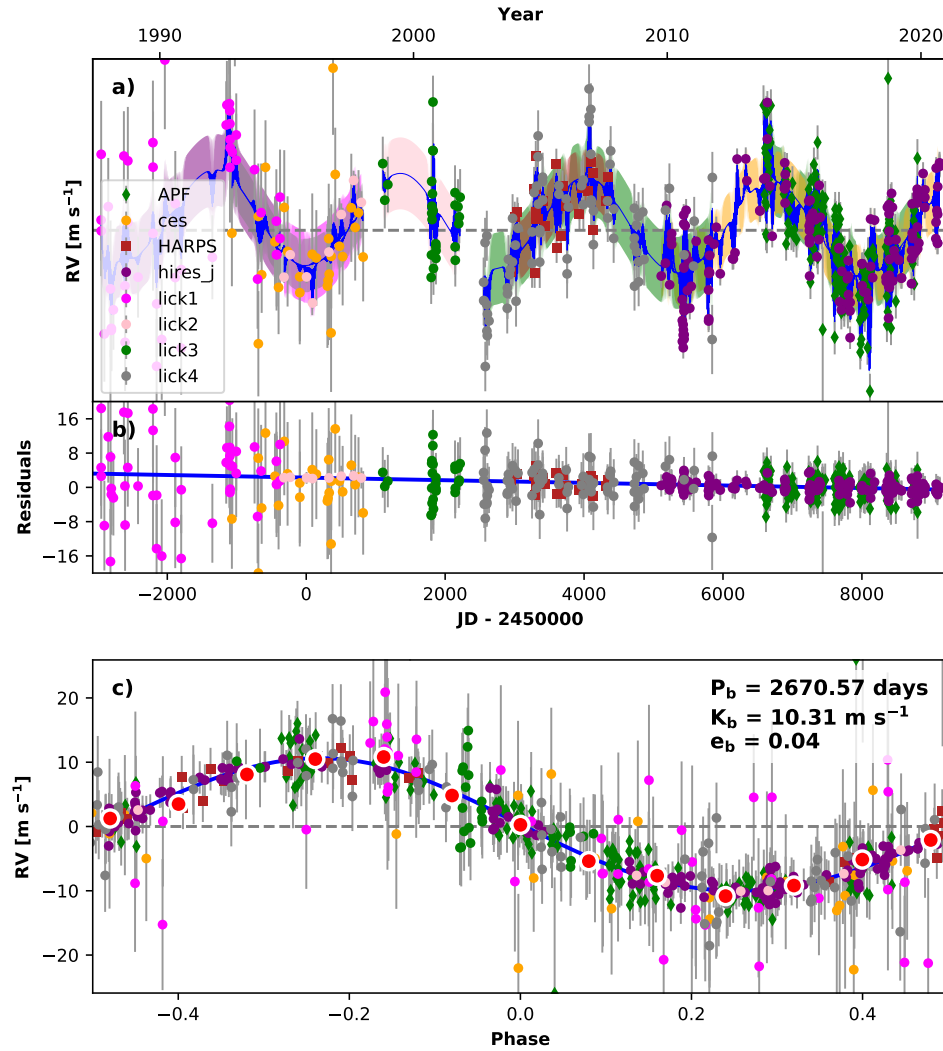 Year
1990 2000 2010 2020
a)
RV [m s⁻¹]
APF
ces
HARPS
hires_j
lick1
lick2
lick3
lick4
b)
Residuals
16
8
0
−8
−16
−2000 0 2000 4000 6000 8000
JD - 2450000
c)
P_b = 2670.57 days
K_b = 10.31 m s⁻¹
e_b = 0.04
RV [m s⁻¹]
20
10
0
−10
−20
−0.4 −0.2 0.0 0.2 0.4
Phase